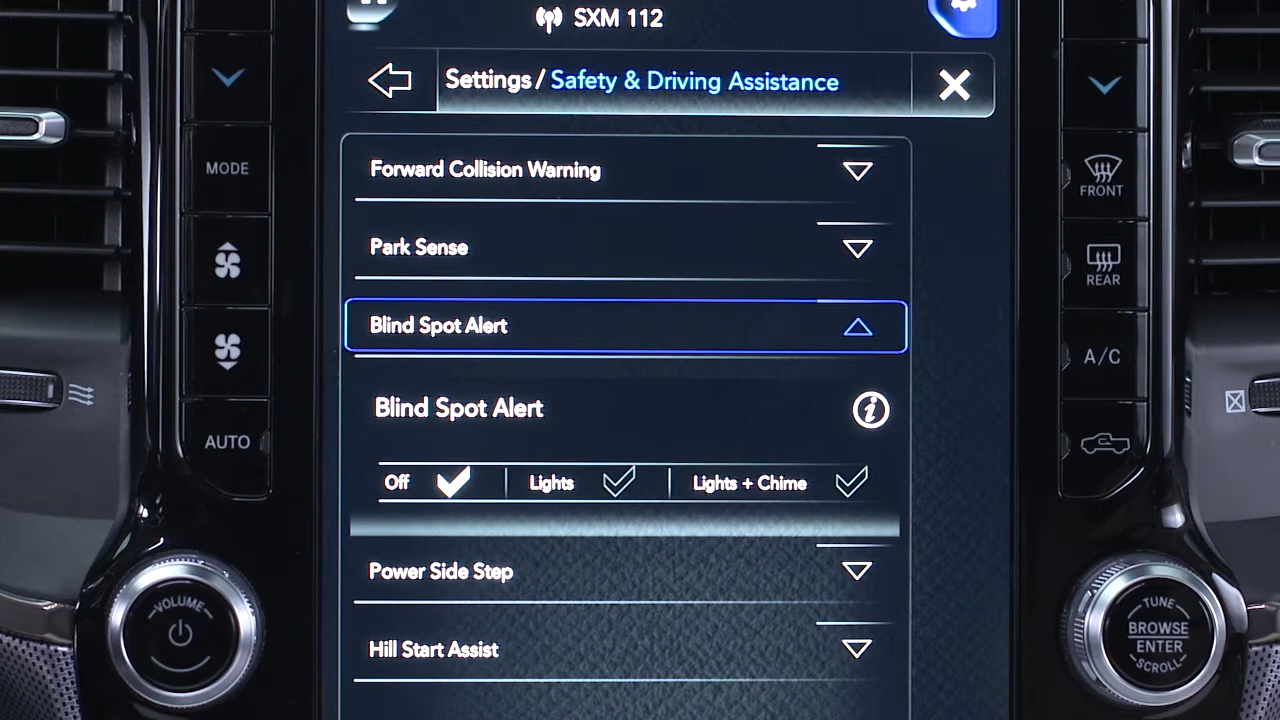 SXM 112
Settings / Safety & Driving Assistance
MODE
Forward Collision Warning
FRONT
Park Sense
REAR
Blind Spot Alert
A/C
Blind Spot Alert
AUTO
Off Lights Lights + Chime
Power Side Step
VOLUME
TUNE
BROWSE
ENTER
SCROLL
Hill Start Assist